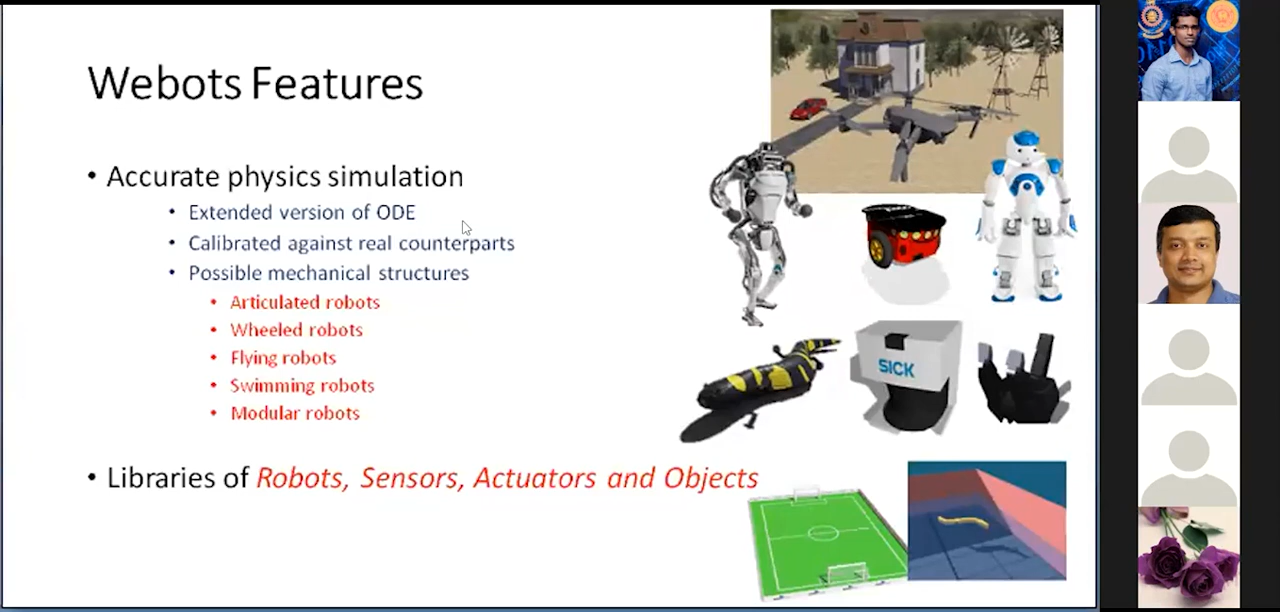 Webots Features
• Accurate physics simulation
• Extended version of ODE
• Calibrated against real counterparts
• Possible mechanical structures
• Articulated robots
• Wheeled robots
• Flying robots
• Swimming robots
• Modular robots
• Libraries of Robots, Sensors, Actuators and Objects
SICK